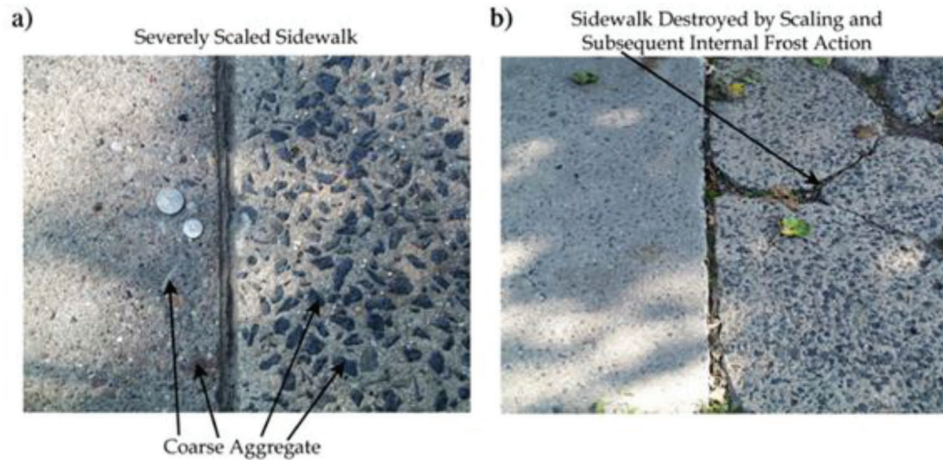 a)
Severely Scaled Sidewalk
Coarse Aggregate
b)
Sidewalk Destroyed by Scaling and
Subsequent Internal Frost Action